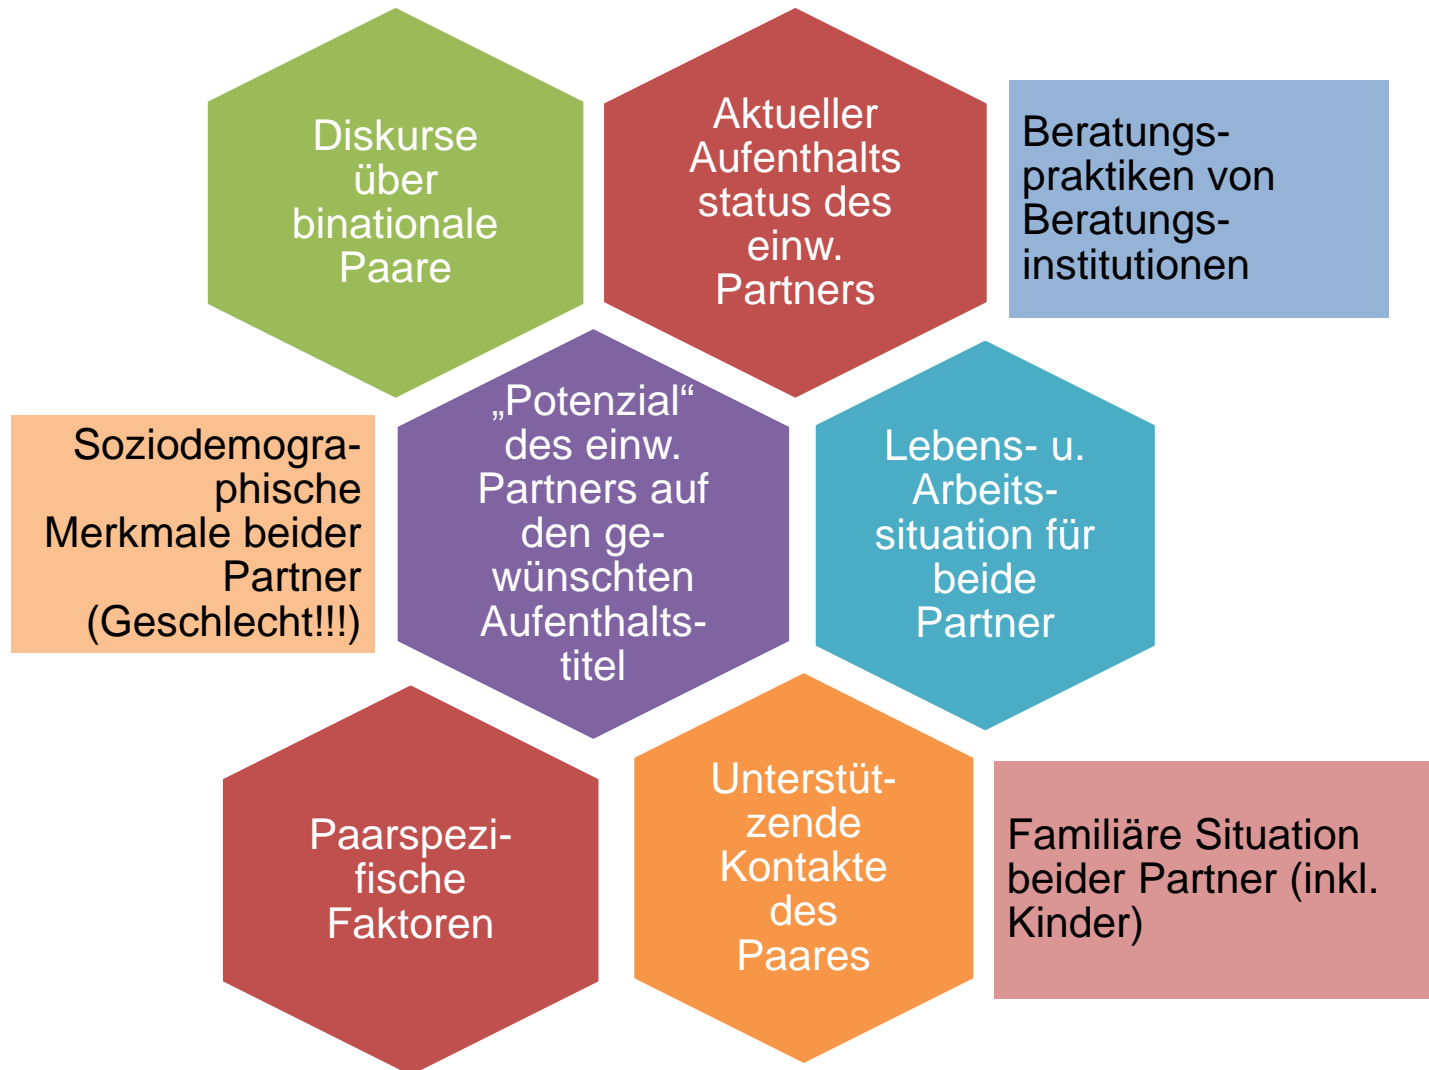 Diskurse
über
binationale
Paare
Aktueller
Aufenthalts
status des
einw.
Partners
Beratungs-
praktiken von
Beratungs-
institutionen
Soziodemogra-
phische
Merkmale beider
Partner
(Geschlecht!!!)
„Potenzial“
des einw.
Partners auf
den ge-
wünschten
Aufenthalts-
titel
Lebens- u.
Arbeits-
situation für
beide
Partner
Paarspezi-
fische
Faktoren
Unterstüt-
zende
Kontakte
des
Paares
Familiäre Situation
beider Partner (inkl.
Kinder)